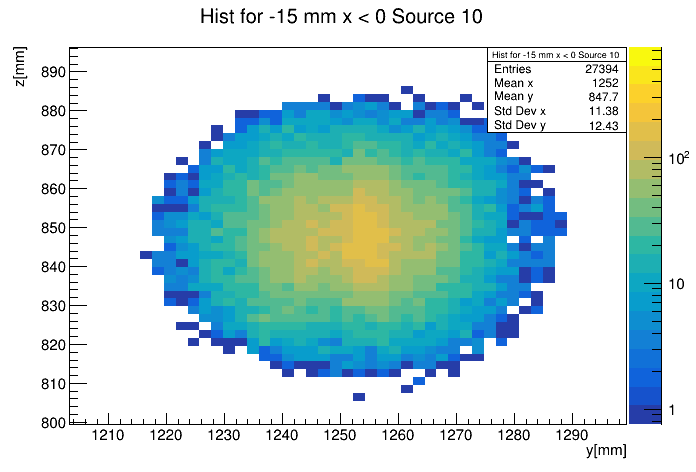 Hist for -15 mm x < 0 Source 10
z[mm]
890
880
870
860
850
840
830
820
810
800
1210 1220 1230 1240 1250 1260 1270 1280 1290
y[mm]
Hist for -15 mm x < 0 Source 10
Entries 27394
Mean x 1252
Mean y 847.7
Std Dev x 11.38
Std Dev y 12.43
10²
10
1